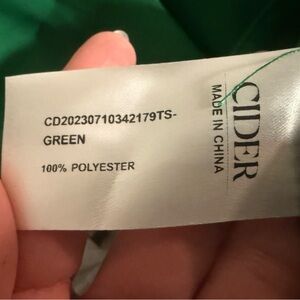 CD20230710342179TS-
GREEN
100% POLYESTER
CIDER
MADE IN CHINA